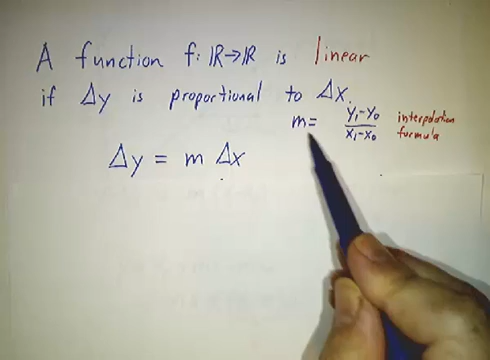 A function f: ℝ→ℝ is linear
if Δy is proportional to Δx.
m = (y₁-y₀)/(x₁-x₀) interpolation formula
Δy = m Δx